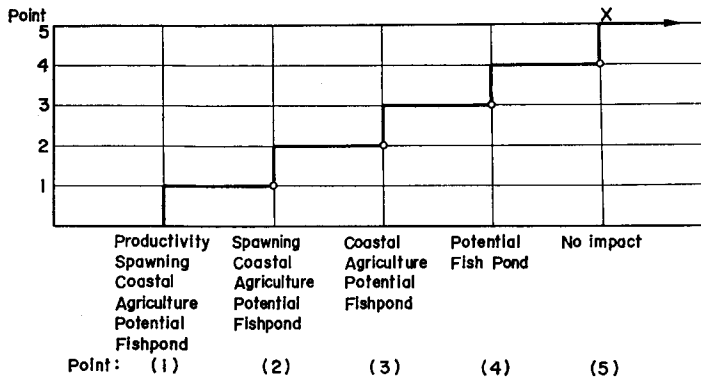 Point
X
5
4
3
2
1
Productivity Spawning Coastal Potential No impact
Spawning Coastal Agriculture Fish Pond
Coastal Agriculture Potential
Agriculture Potential Fishpond
Potential Fishpond
Fishpond
Point: (1) (2) (3) (4) (5)